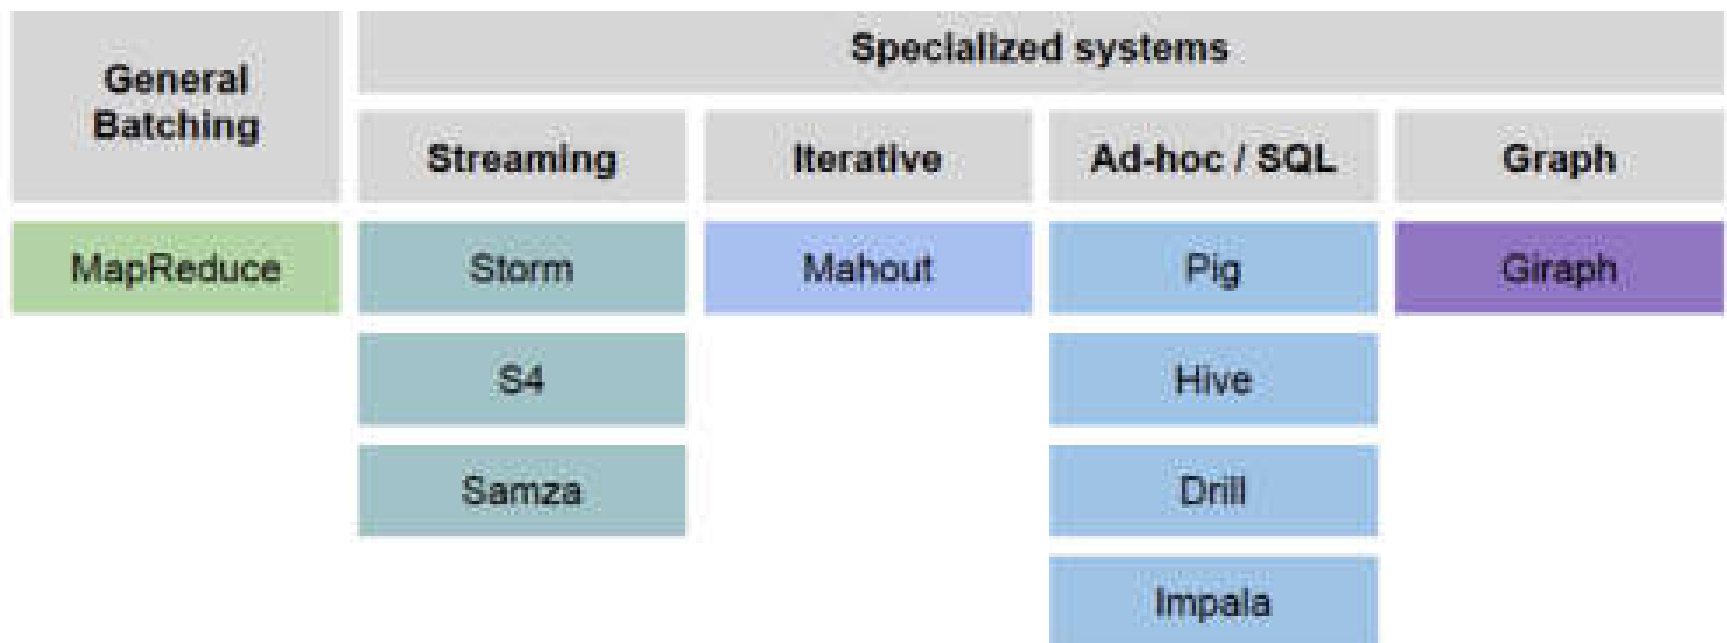 General
Batching
Specialized systems
Streaming
Iterative
Ad-hoc / SQL
Graph
MapReduce
Storm
Mahout
Pig
Giraph
S4
Hive
Samza
Drill
Impala